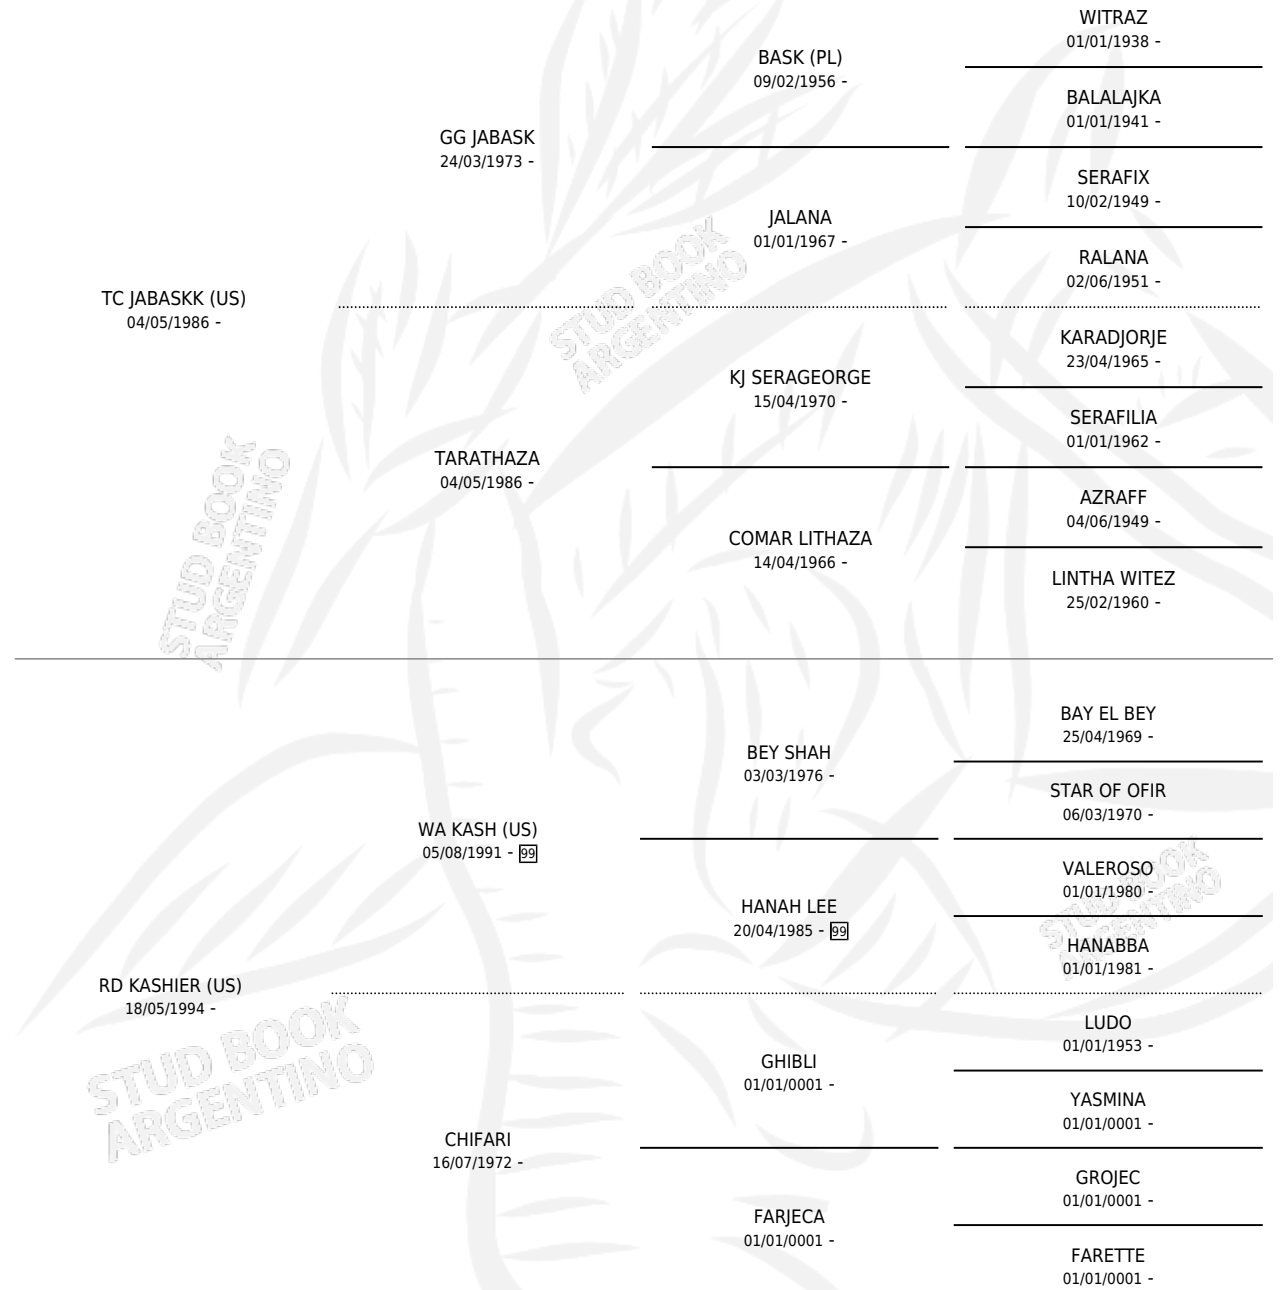 WITRAZ
01/01/1938 -
BASK (PL)
09/02/1956 -
BALALAJKA
01/01/1941 -
GG JABASK
24/03/1973 -
SERAFIX
10/02/1949 -
JALANA
01/01/1967 -
RALANA
02/06/1951 -
TC JABASKK (US)
04/05/1986 -
KARADJORJE
23/04/1965 -
KJ SERAGEORGE
15/04/1970 -
SERAFILIA
01/01/1962 -
TARATHAZA
04/05/1986 -
AZRAFF
04/06/1949 -
COMAR LITHAZA
14/04/1966 -
LINTHA WITEZ
25/02/1960 -
BAY EL BEY
25/04/1969 -
BEY SHAH
03/03/1976 -
STAR OF OFIR
06/03/1970 -
WA KASH (US)
05/08/1991 - 99
VALEROSO
01/01/1980 -
HANAH LEE
20/04/1985 - 99
HANABBA
01/01/1981 -
RD KASHIER (US)
18/05/1994 -
LUDO
01/01/1953 -
GHIBLI
01/01/0001 -
YASMINA
01/01/0001 -
CHIFARI
16/07/1972 -
GROJEC
01/01/0001 -
FARJECA
01/01/0001 -
FARETTE
01/01/0001 -
STUD BOOK
ARGENTINO
STUD BOOK
ARGENTINO
STUD BOOK
ARGENTINO
STUD BOOK
ARGENTINO